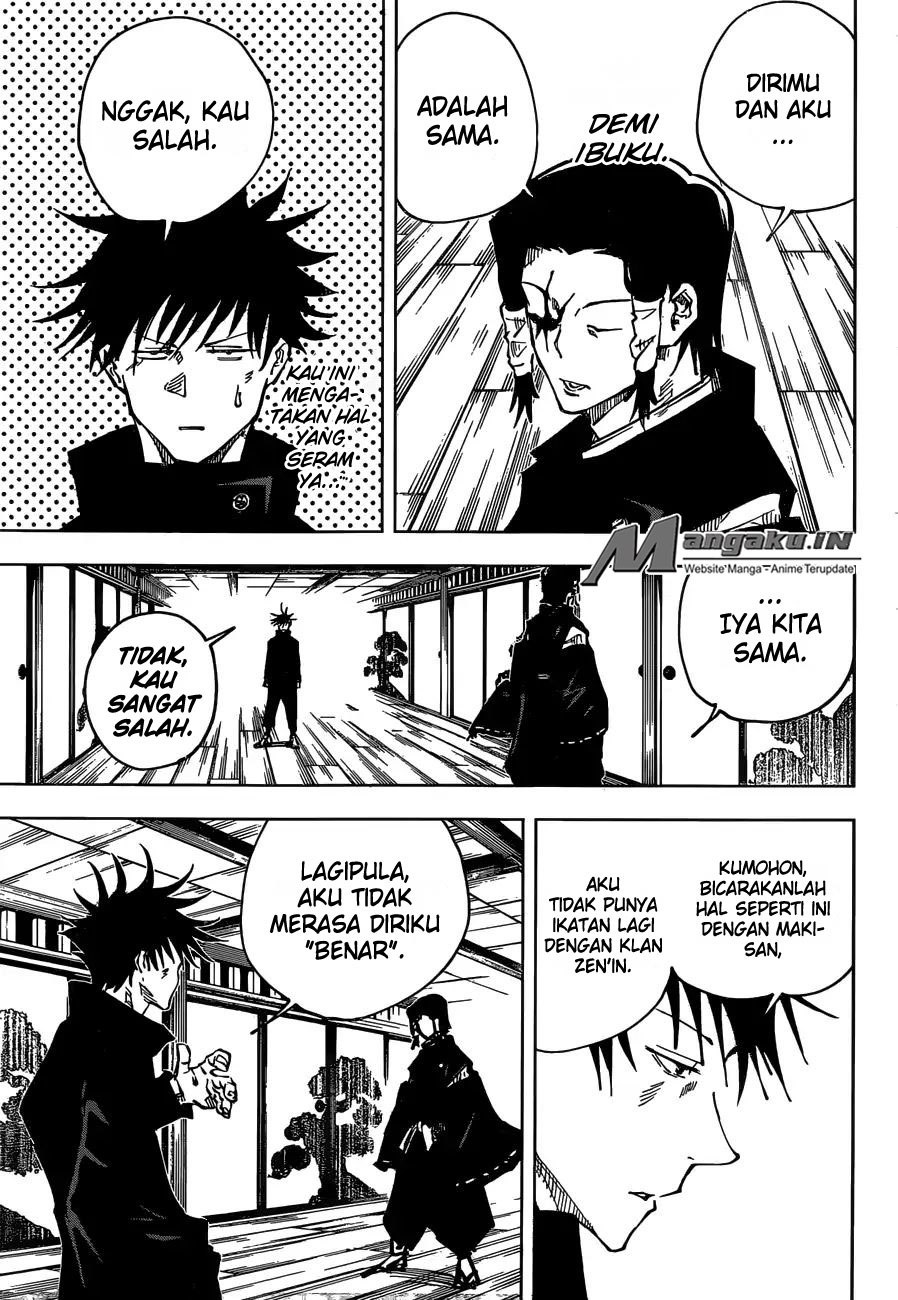 DIRIMU
DAN AKU
...
DEMI
IBUKU.
ADALAH
SAMA.
NGGAK, KAU
SALAH.
KAU INI
MENGA-
TAKAN HAL
YANG
SERAM
YA...
Mangaku.IN
Website Manga - Anime Terupdate
...
IYA KITA
SAMA.
TIDAK,
KAU
SANGAT
SALAH.
KUMOHON,
BICARAKANLAH
HAL SEPERTI INI
DENGAN MAKI-
SAN,
AKU
TIDAK PUNYA
IKATAN LAGI
DENGAN KLAN
ZEN'IN.
LAGIPULA,
AKU TIDAK
MERASA DIRIKU
"BENAR".